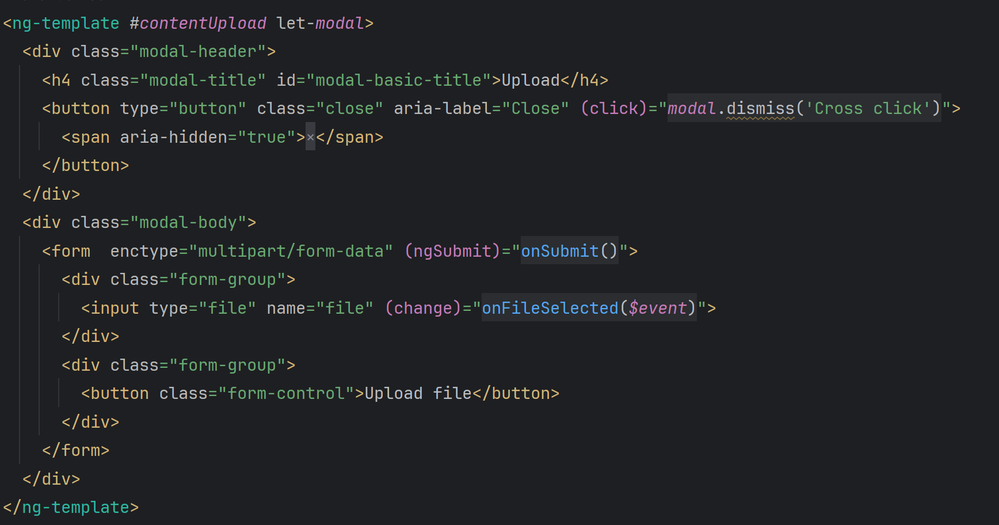 <ng-template #contentUpload let-modal>
  <div class="modal-header">
    <h4 class="modal-title" id="modal-basic-title">Upload</h4>
    <button type="button" class="close" aria-label="Close" (click)="modal.dismiss('Cross click')">
      <span aria-hidden="true">×</span>
    </button>
  </div>
  <div class="modal-body">
    <form  enctype="multipart/form-data" (ngSubmit)="onSubmit()">
      <div class="form-group">
        <input type="file" name="file" (change)="onFileSelected($event)">
      </div>
      <div class="form-group">
        <button class="form-control">Upload file</button>
      </div>
    </form>
  </div>
</ng-template>